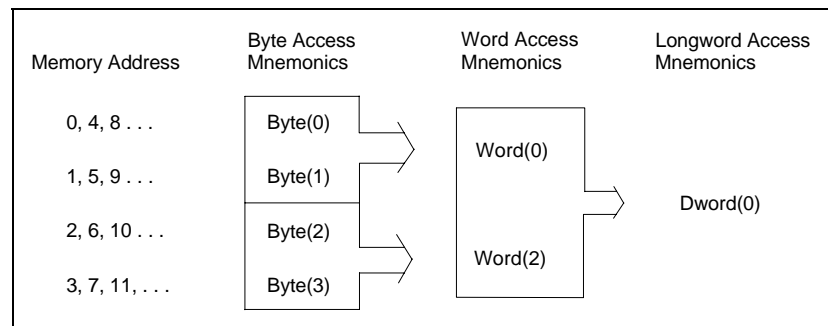 Memory Address
Byte Access
Mnemonics
Word Access
Mnemonics
Longword Access
Mnemonics
0, 4, 8 . . .
Byte(0)
1, 5, 9 . . .
Byte(1)
Word(0)
2, 6, 10 . . .
Byte(2)
Dword(0)
3, 7, 11, . . .
Byte(3)
Word(2)